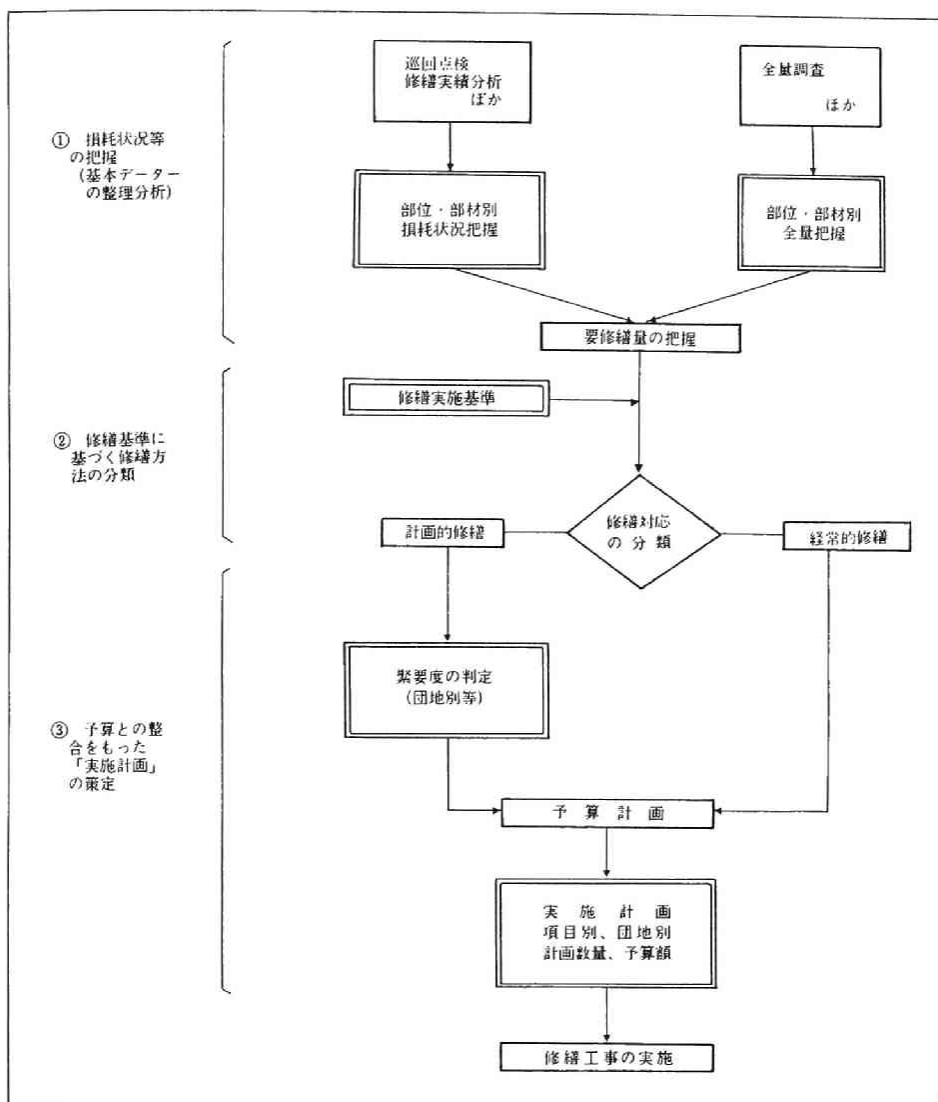 巡回点検
修繕実績分析
ほか
全量調査
ほか
① 損耗状況等
の把握
(基本データー
の整理分析)
部位・部材別
損耗状況把握
部位・部材別
全量把握
要修繕量の把握
修繕実施基準
② 修繕基準に
基づく修繕方
法の分類
修繕対応
の分類
計画的修繕
経常的修繕
緊要度の判定
(団地別等)
③ 予算との整
合をもった
「実施計画」
の策定
予算計画
実施計画
項目別、団地別
計画数量、予算額
修繕工事の実施